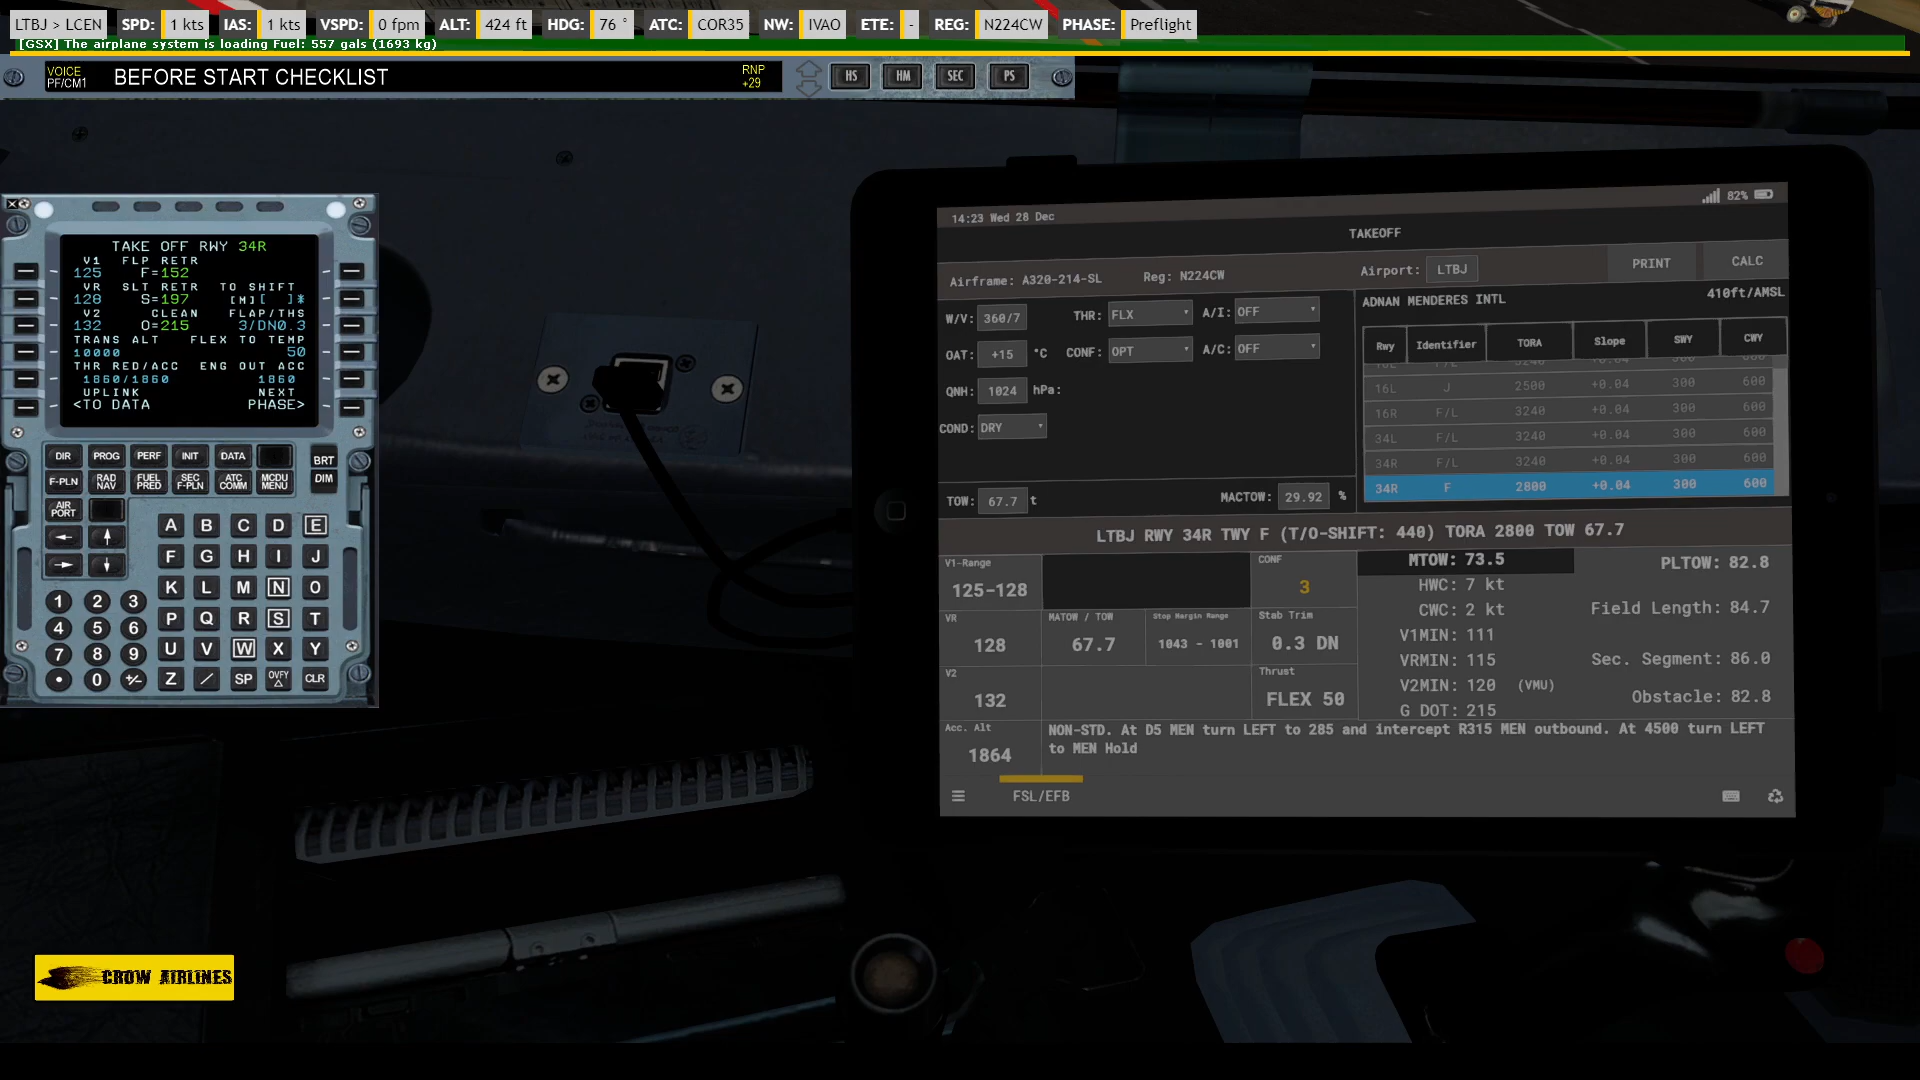 LTBJ > LCEN SPD: 1 kts IAS: 1 kts VSPD: 0 fpm ALT: 424 ft HDG: 76 ° ATC: COR35 NW: IVAO ETE: - REG: N224CW PHASE: Preflight
[GSX] The airplane system is loading Fuel: 557 gals (1693 kg)
VOICE
PF/CM1
BEFORE START CHECKLIST
RNP
+29
HS HM SEC PS
TAKE OFF RWY 34R
V1 FLP RETR
125 F=152
VR SLT RETR TO SHIFT
128 S=197 [M][ ]*
V2 CLEAN FLAP/THS
132 O=215 3/DN0.3
TRANS ALT FLEX TO TEMP
10000 50
THR RED/ACC ENG OUT ACC
1860/1860 1860
UPLINK NEXT
<TO DATA PHASE>
DIR PROG PERF INIT DATA
BRT
F-PLN RAD NAV FUEL PRED SEC F-PLN ATC COMM MCDU MENU DIM
AIR PORT
← ↑
→ ↓
A B C D E
F G H I J
K L M N O
P Q R S T
U V W X Y
Z / SP OVFY △ CLR
1 2 3
4 5 6
7 8 9
• 0 +/-
14:23 Wed 28 Dec
82%
TAKEOFF
Airframe: A320-214-SL Reg: N224CW Airport: LTBJ PRINT CALC
W/V: 360/7 THR: FLX A/I: OFF
OAT: +15 °C CONF: OPT A/C: OFF
QNH: 1024 hPa:
COND: DRY
TOW: 67.7 t MACTOW: 29.92 %
ADNAN MENDERES INTL 410ft/AMSL
Rwy Identifier TORA Slope SWY CWY
16L F/L 3240 +0.04 300 600
16L J 2500 +0.04 300 600
16R F/L 3240 +0.04 300 600
34L F/L 3240 +0.04 300 600
34R F/L 3240 +0.04 300 600
34R F 2800 +0.04 300 600
LTBJ RWY 34R TWY F (T/O-SHIFT: 440) TORA 2800 TOW 67.7
V1-Range
125-128
CONF
3
VR
128
MATOW / TOW
67.7
Stop Margin Range
1043 - 1001
Stab Trim
0.3 DN
V2
132
Thrust
FLEX 50
MTOW: 73.5
HWC: 7 kt
CWC: 2 kt
V1MIN: 111
VRMIN: 115
V2MIN: 120 (VMU)
G DOT: 215
PLTOW: 82.8
Field Length: 84.7
Sec. Segment: 86.0
Obstacle: 82.8
Acc. Alt
1864
NON-STD. At D5 MEN turn LEFT to 285 and intercept R315 MEN outbound. At 4500 turn LEFT
to MEN Hold
FSL/EFB
CROW AIRLINES